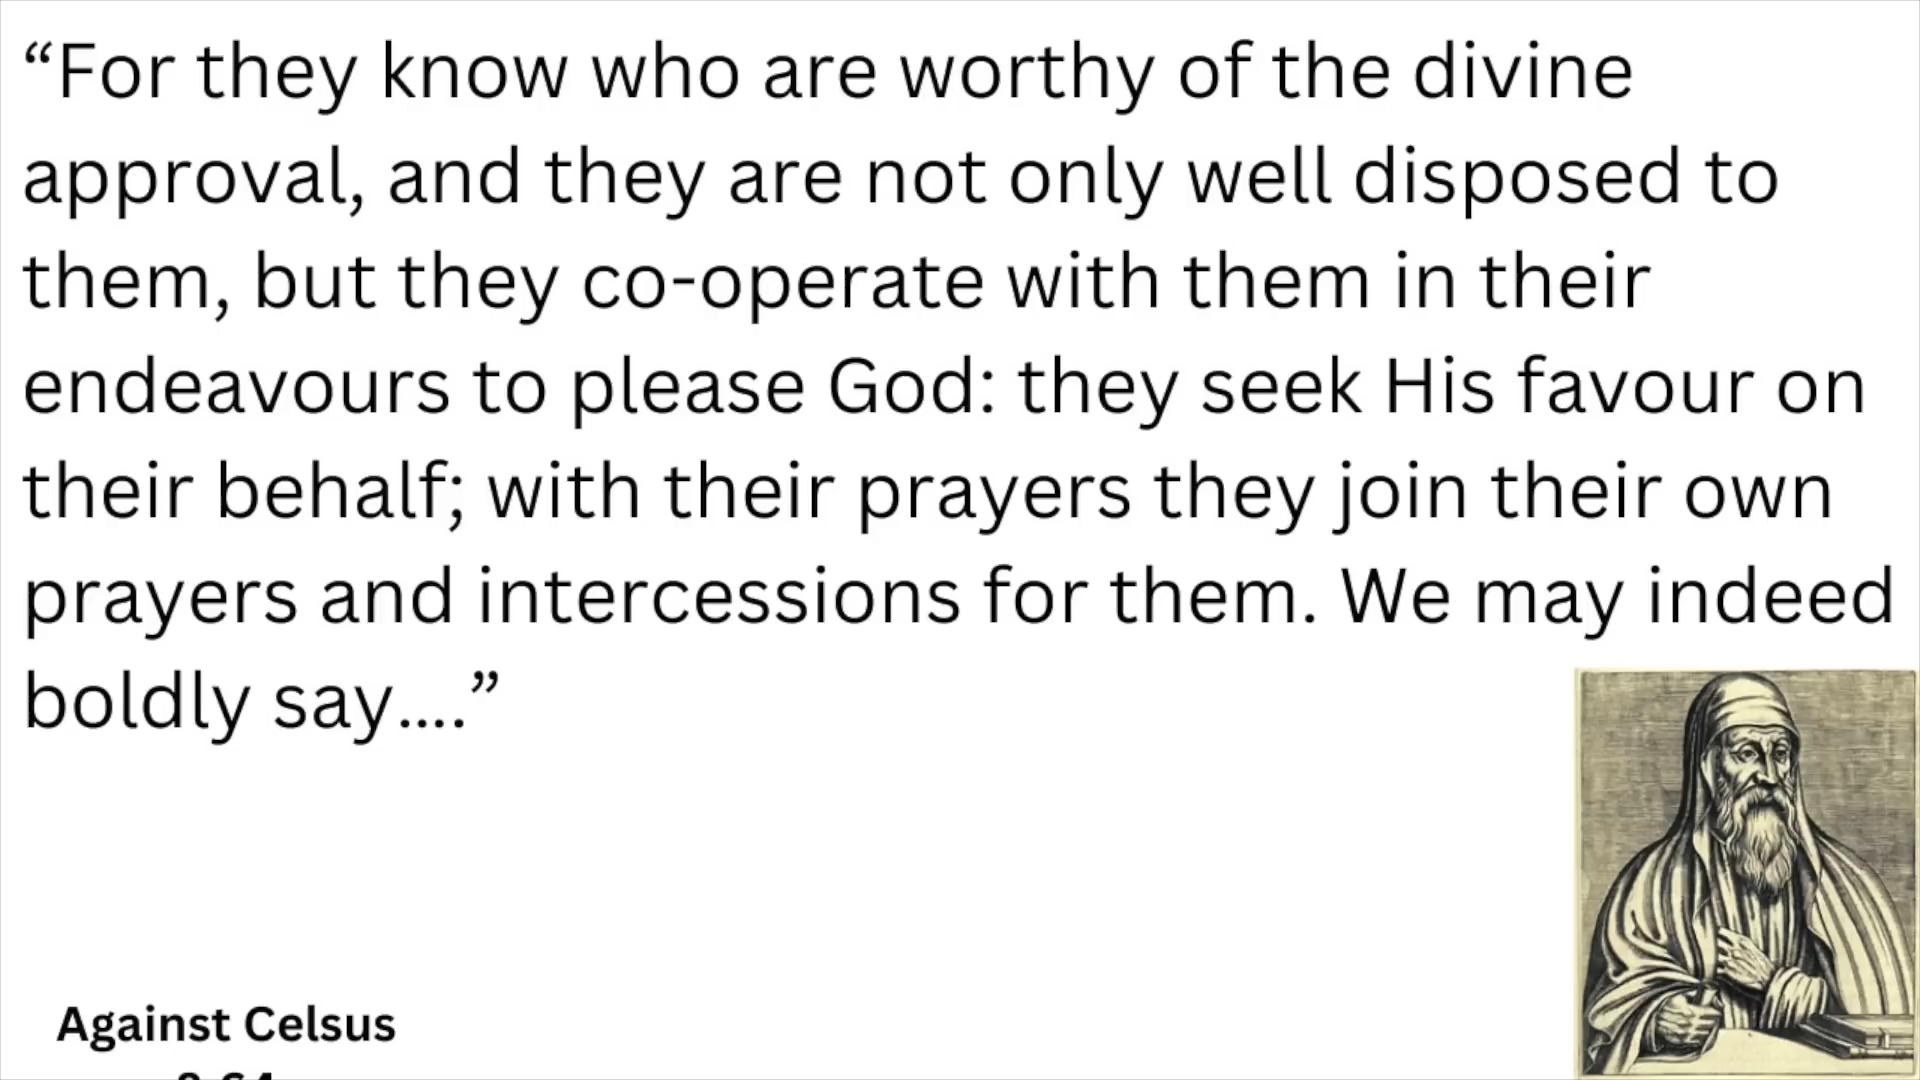 “For they know who are worthy of the divine
approval, and they are not only well disposed to
them, but they co-operate with them in their
endeavours to please God: they seek His favour on
their behalf; with their prayers they join their own
prayers and intercessions for them. We may indeed
boldly say....”
Against Celsus